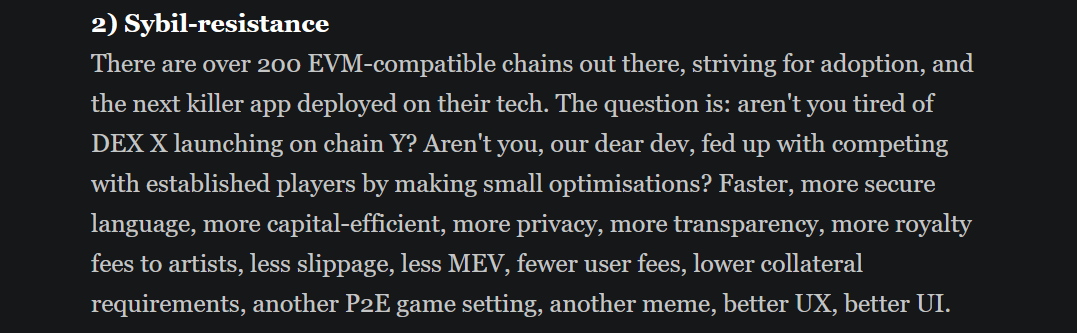 2) Sybil-resistance
There are over 200 EVM-compatible chains out there, striving for adoption, and
the next killer app deployed on their tech. The question is: aren't you tired of
DEX X launching on chain Y? Aren't you, our dear dev, fed up with competing
with established players by making small optimisations? Faster, more secure
language, more capital-efficient, more privacy, more transparency, more royalty
fees to artists, less slippage, less MEV, fewer user fees, lower collateral
requirements, another P2E game setting, another meme, better UX, better UI.